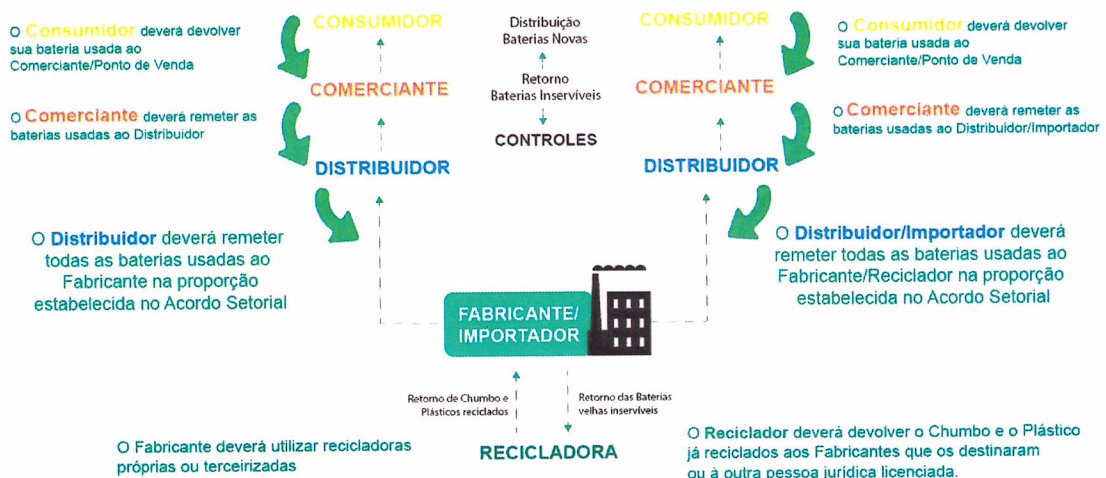 O Consumidor deverá devolver
sua bateria usada ao
Comerciante/Ponto de Venda
O Comerciante deverá remeter as
baterias usadas ao Distribuidor
CONSUMIDOR
COMERCIANTE
DISTRIBUIDOR
O Distribuidor deverá remeter
todas as baterias usadas ao
Fabricante na proporção
estabelecida no Acordo Setorial
Distribuição
Baterias Novas
Retorno
Baterias Inservíveis
CONTROLES
CONSUMIDOR
COMERCIANTE
DISTRIBUIDOR
O Consumidor deverá devolver
sua bateria usada ao
Comerciante/Ponto de Venda
O Comerciante deverá remeter as
baterias usadas ao Distribuidor/Importador
O Distribuidor/Importador deverá
remeter todas as baterias usadas ao
Fabricante/Reciclador na proporção
estabelecida no Acordo Setorial
FABRICANTE/
IMPORTADOR
Retorno de Chumbo e
Plásticos reciclados
Retorno das Baterias
velhas inservíveis
RECICLADORA
O Fabricante deverá utilizar recicladoras
próprias ou terceirizadas
O Reciclador deverá devolver o Chumbo e o Plástico
já reciclados aos Fabricantes que os destinaram
ou à outra pessoa jurídica licenciada.